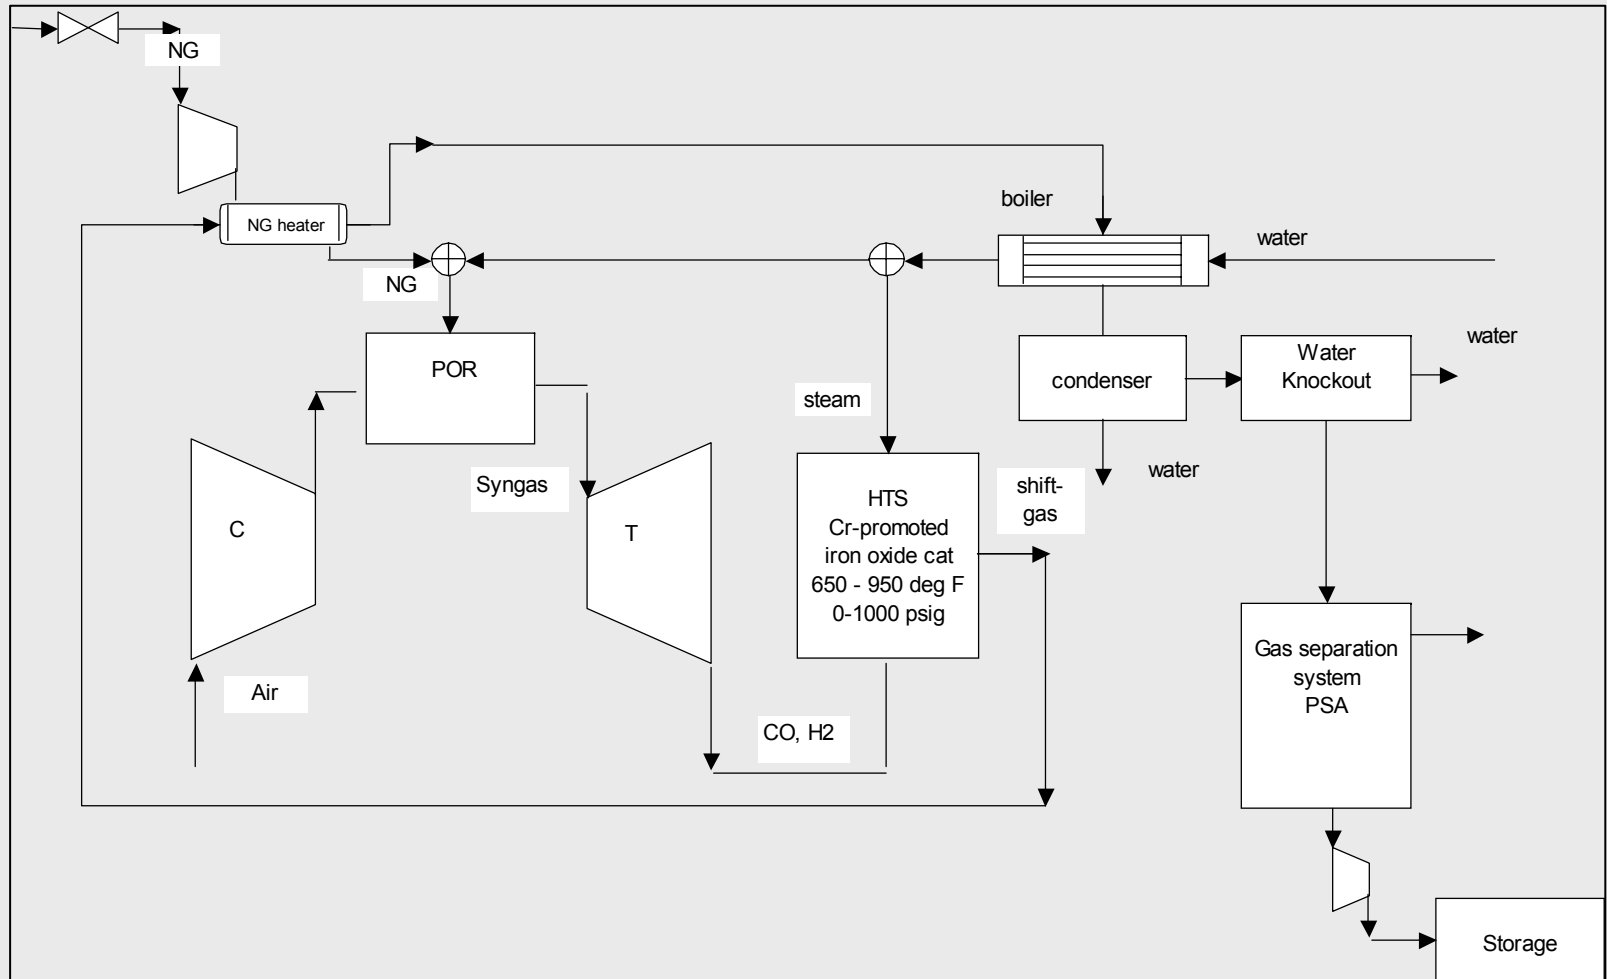 NG
NG heater
boiler
water
NG
POR
steam
condenser
Water
Knockout
water
Syngas
water
C
T
HTS
Cr-promoted
iron oxide cat
650 - 950 deg F
0-1000 psig
shift-
gas
Air
CO, H2
Gas separation
system
PSA
Storage